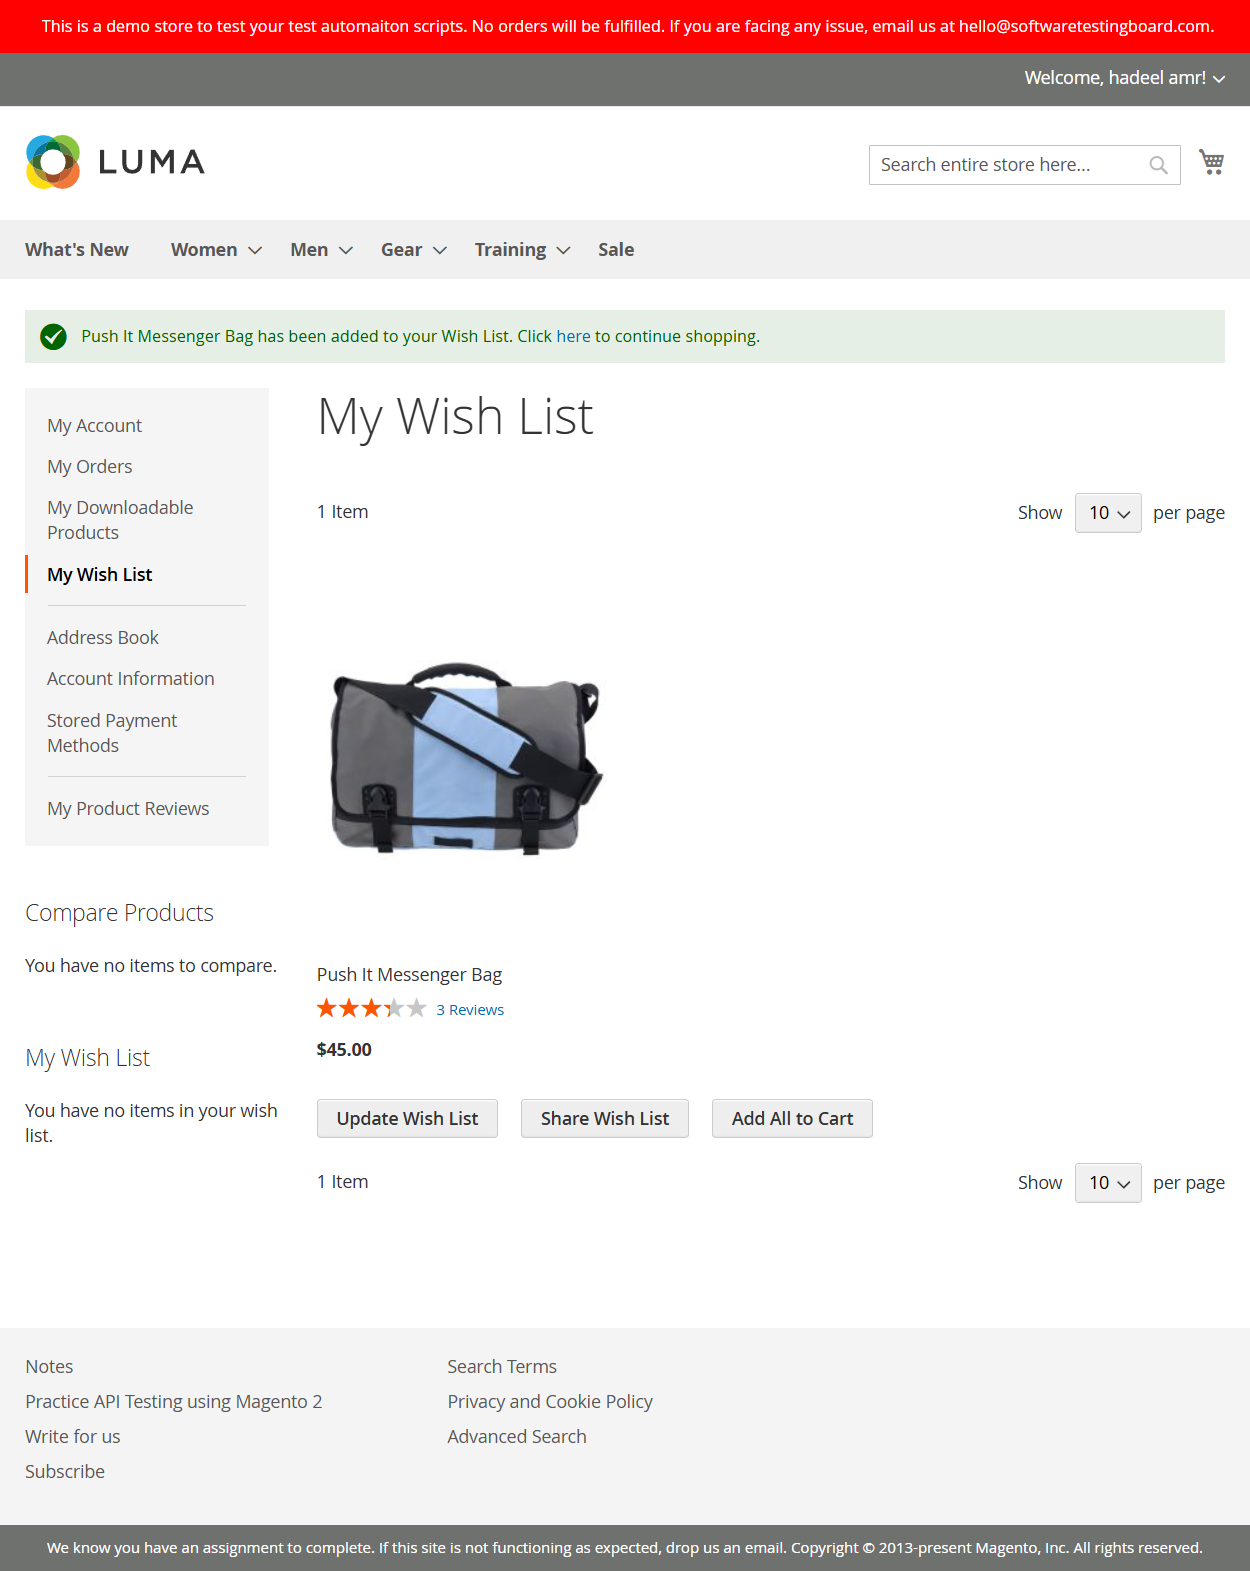 This is a demo store to test your test automaiton scripts. No orders will be fulfilled. If you are facing any issue, email us at hello@softwaretestingboard.com.
Welcome, hadeel amr!
LUMA
Search entire store here...
What's New Women Men Gear Training Sale
Push It Messenger Bag has been added to your Wish List. Click here to continue shopping.
My Account
My Orders
My Downloadable
Products
My Wish List
Address Book
Account Information
Stored Payment
Methods
My Product Reviews
Compare Products
You have no items to compare.
My Wish List
You have no items in your wish
list.
My Wish List
1 Item
Show 10 per page
Push It Messenger Bag
3 Reviews
$45.00
Update Wish List Share Wish List Add All to Cart
1 Item
Show 10 per page
Notes
Practice API Testing using Magento 2
Write for us
Subscribe
Search Terms
Privacy and Cookie Policy
Advanced Search
We know you have an assignment to complete. If this site is not functioning as expected, drop us an email. Copyright © 2013-present Magento, Inc. All rights reserved.